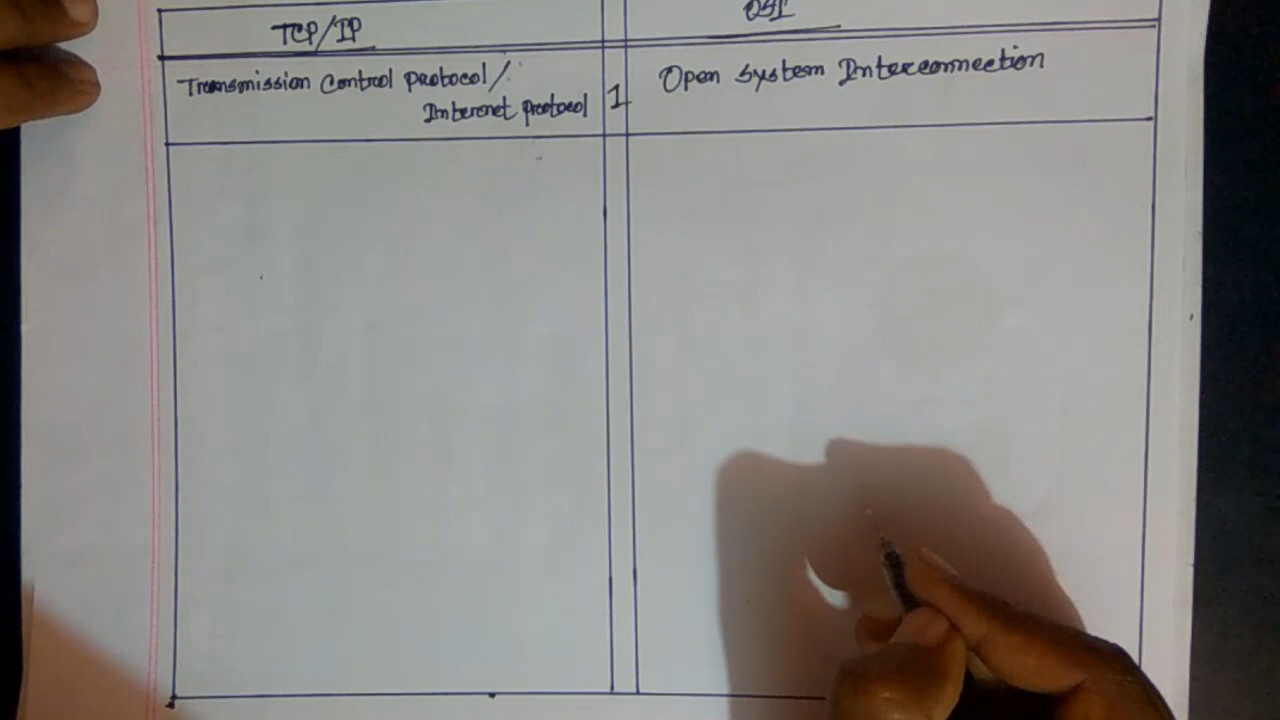 TCP/IP
OSI
Transmission Control Protocol/
Internet Protocol
1
Open System Interconnection